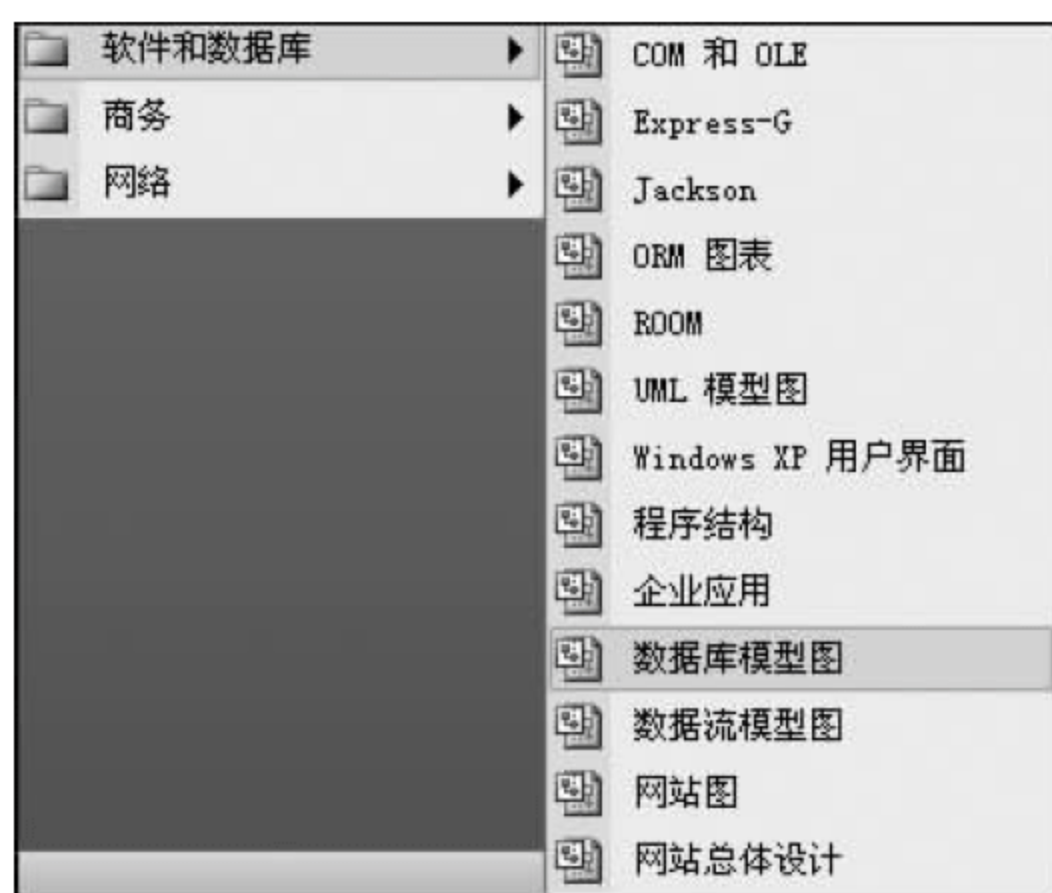 软件和数据库
商务
网络
COM 和 OLE
Express-G
Jackson
ORM 图表
ROOM
UML 模型图
Windows XP 用户界面
程序结构
企业应用
数据库模型图
数据流模型图
网站图
网站总体设计